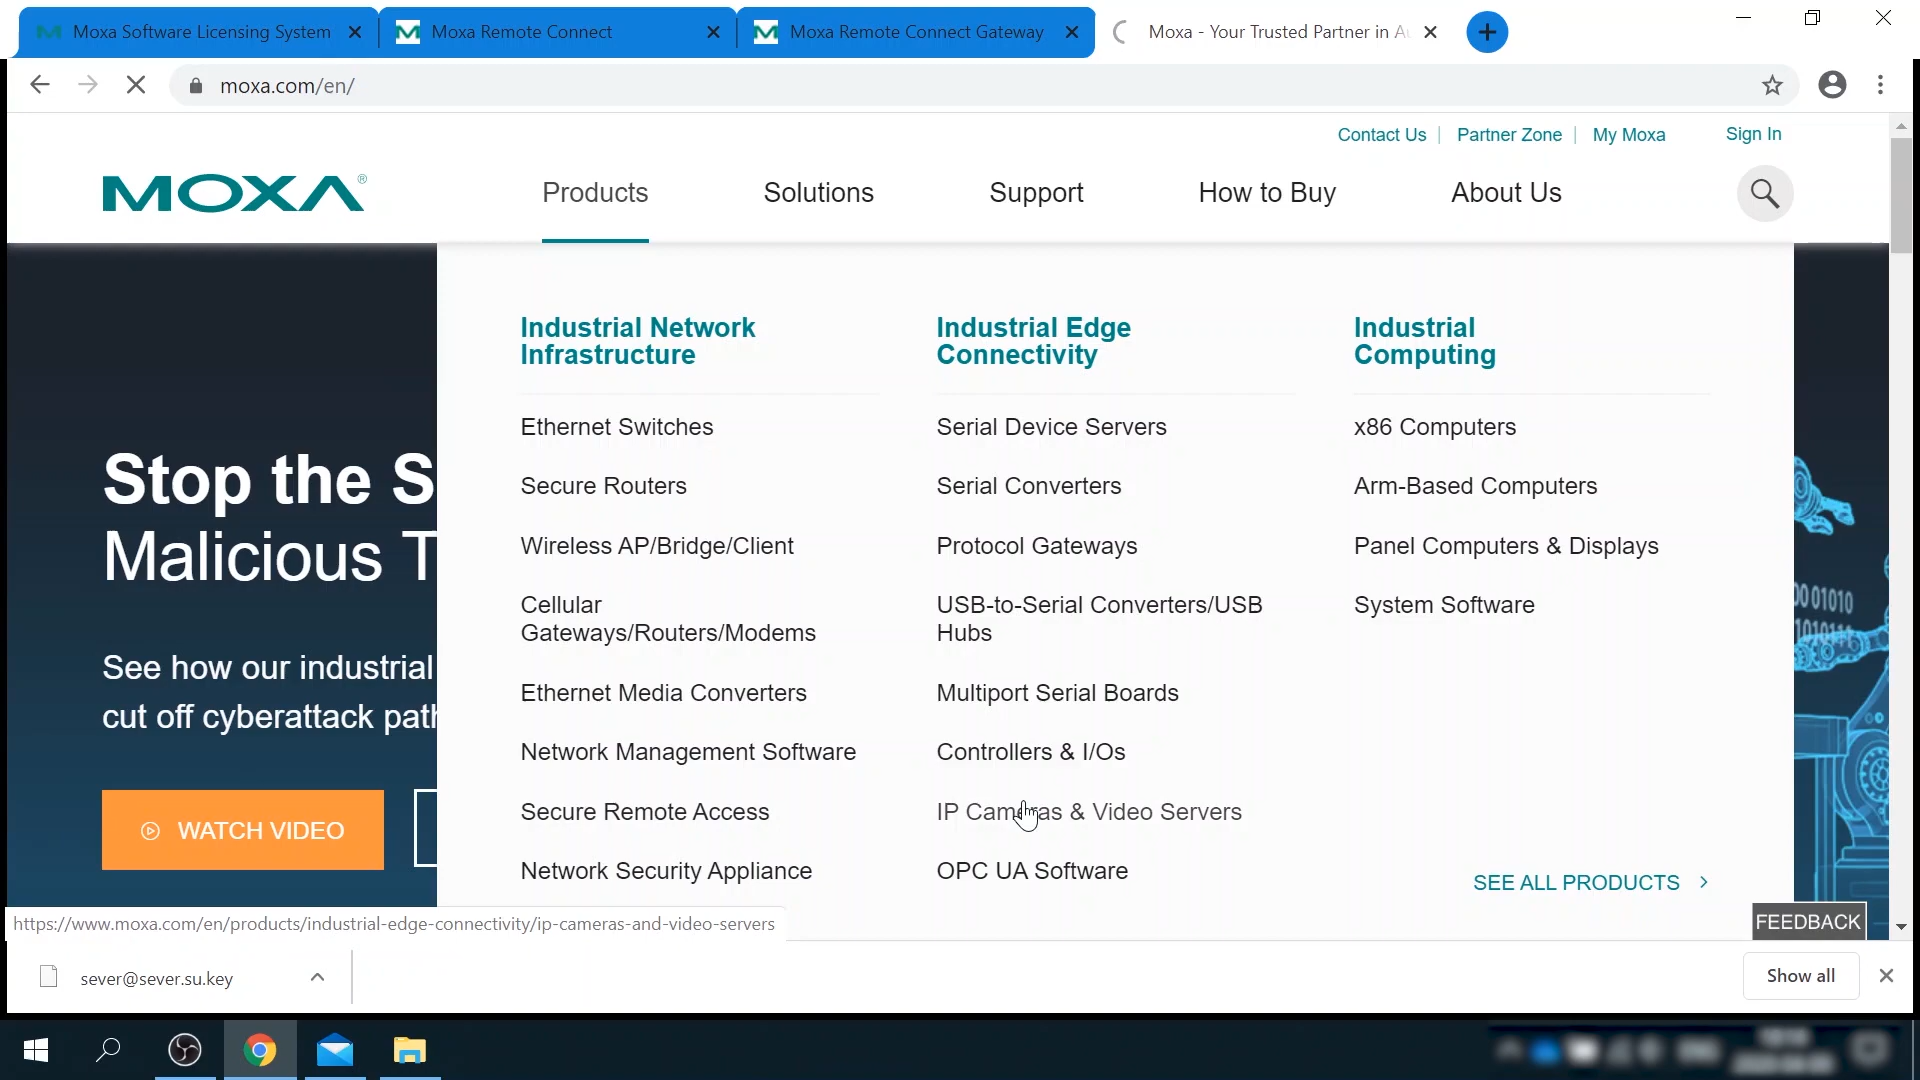 Moxa Software Licensing System
Moxa Remote Connect
Moxa Remote Connect Gateway
Moxa - Your Trusted Partner in Au
moxa.com/en/
Contact Us
Partner Zone
My Moxa
Sign In
MOXA®
Products
Solutions
Support
How to Buy
About Us
Industrial Network
Infrastructure
Ethernet Switches
Secure Routers
Wireless AP/Bridge/Client
Cellular
Gateways/Routers/Modems
Ethernet Media Converters
Network Management Software
Secure Remote Access
Network Security Appliance
Industrial Edge
Connectivity
Serial Device Servers
Serial Converters
Protocol Gateways
USB-to-Serial Converters/USB
Hubs
Multiport Serial Boards
Controllers & I/Os
IP Cameras & Video Servers
OPC UA Software
Industrial
Computing
x86 Computers
Arm-Based Computers
Panel Computers & Displays
System Software
SEE ALL PRODUCTS
Stop the S
Malicious T
See how our industrial
cut off cyberattack path
WATCH VIDEO
FEEDBACK
https://www.moxa.com/en/products/industrial-edge-connectivity/ip-cameras-and-video-servers
sever@sever.su.key
Show all